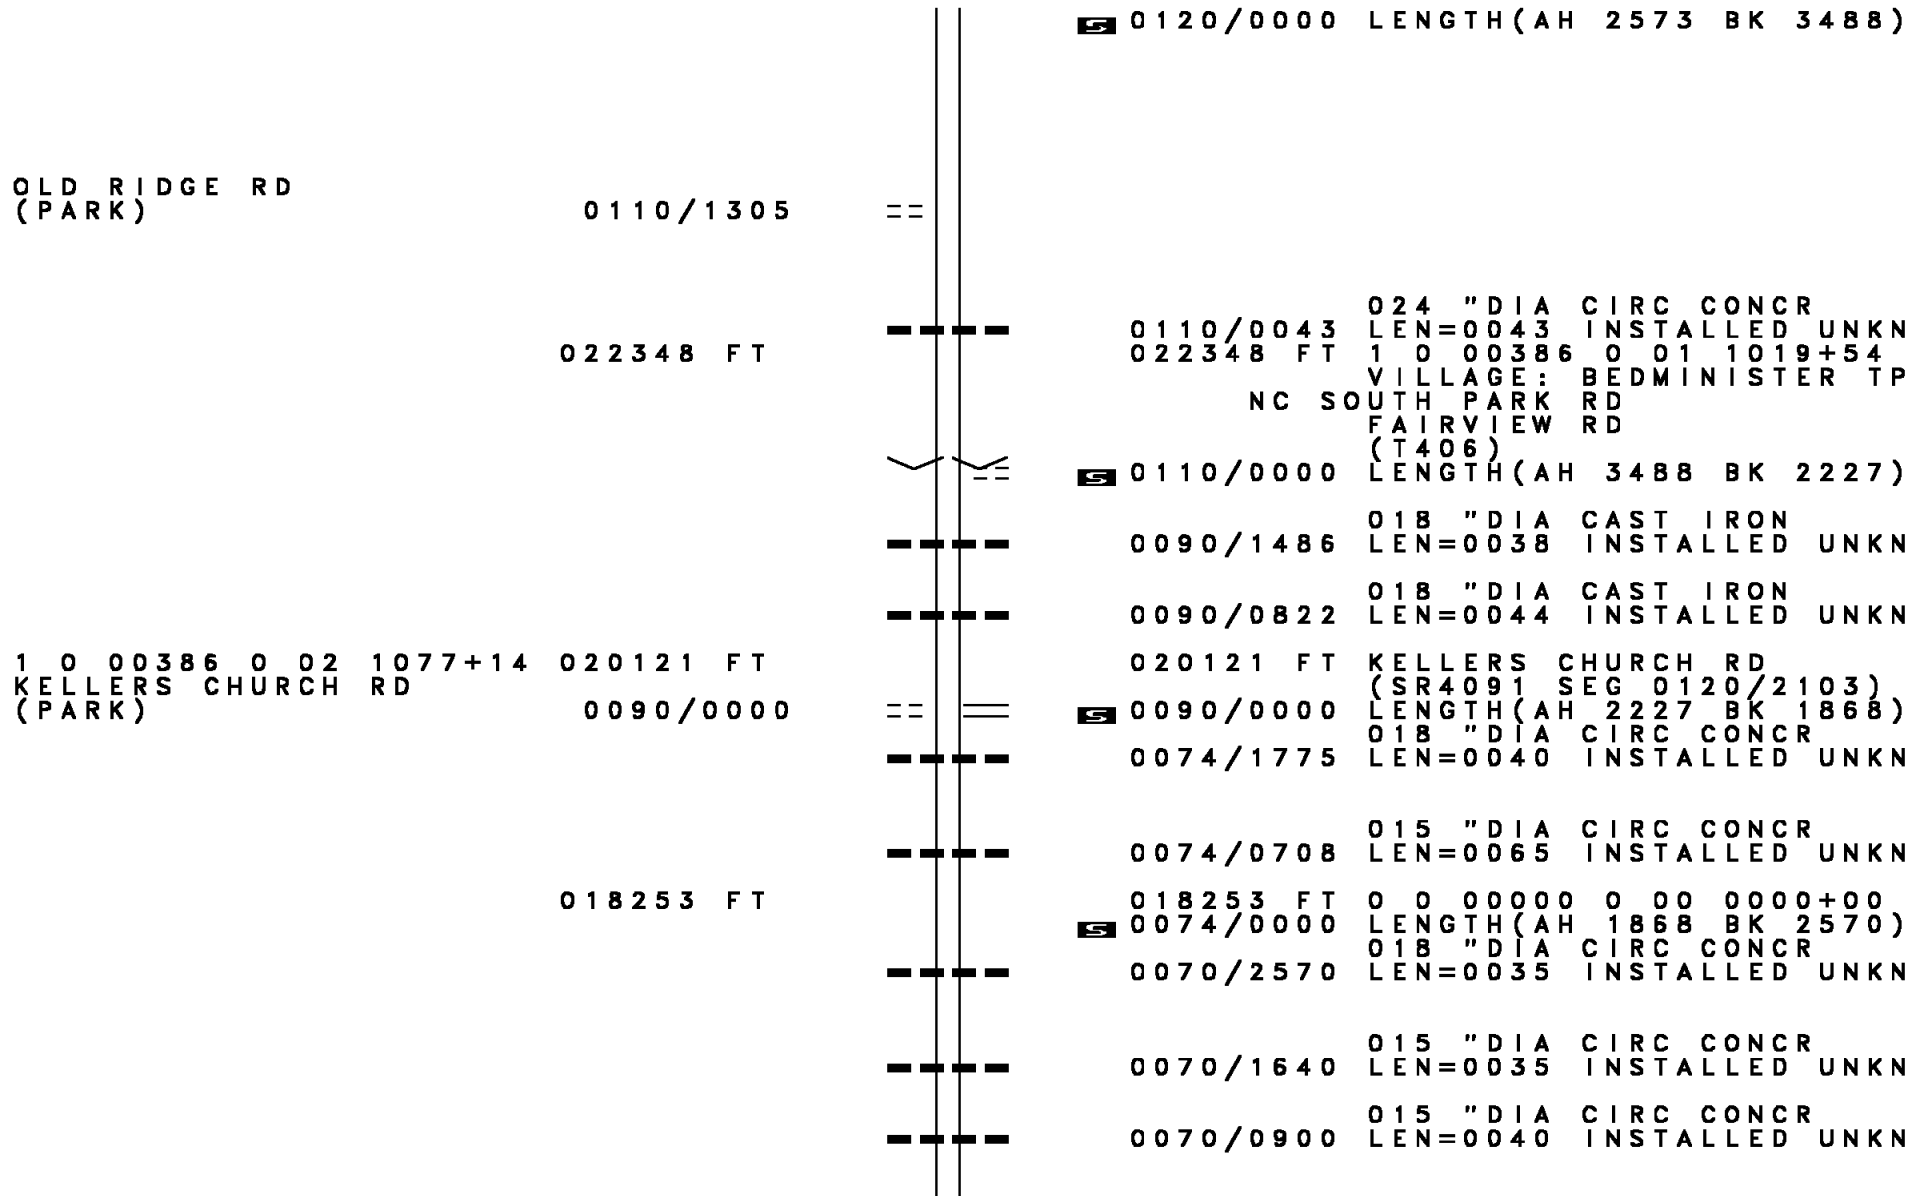 S 0120/0000 LENGTH(AH 2573 BK 3488)
OLD RIDGE RD
(PARK) 0110/1305
024 "DIA CIRC CONCR
0110/0043 LEN=0043 INSTALLED UNKN
022348 FT 022348 FT 1 0 00386 0 01 1019+54
VILLAGE: BEDMINISTER TP
NC SOUTH PARK RD
FAIRVIEW RD
(T406)
S 0110/0000 LENGTH(AH 3488 BK 2227)
018 "DIA CAST IRON
0090/1486 LEN=0038 INSTALLED UNKN
018 "DIA CAST IRON
0090/0822 LEN=0044 INSTALLED UNKN
1 0 00386 0 02 1077+14 020121 FT 020121 FT KELLERS CHURCH RD
KELLERS CHURCH RD (SR4091 SEG 0120/2103)
(PARK) 0090/0000 S 0090/0000 LENGTH(AH 2227 BK 1868)
018 "DIA CIRC CONCR
0074/1775 LEN=0040 INSTALLED UNKN
015 "DIA CIRC CONCR
0074/0708 LEN=0065 INSTALLED UNKN
018253 FT 018253 FT 0 0 00000 0 00 0000+00
S 0074/0000 LENGTH(AH 1868 BK 2570)
018 "DIA CIRC CONCR
0070/2570 LEN=0035 INSTALLED UNKN
015 "DIA CIRC CONCR
0070/1640 LEN=0035 INSTALLED UNKN
015 "DIA CIRC CONCR
0070/0900 LEN=0040 INSTALLED UNKN